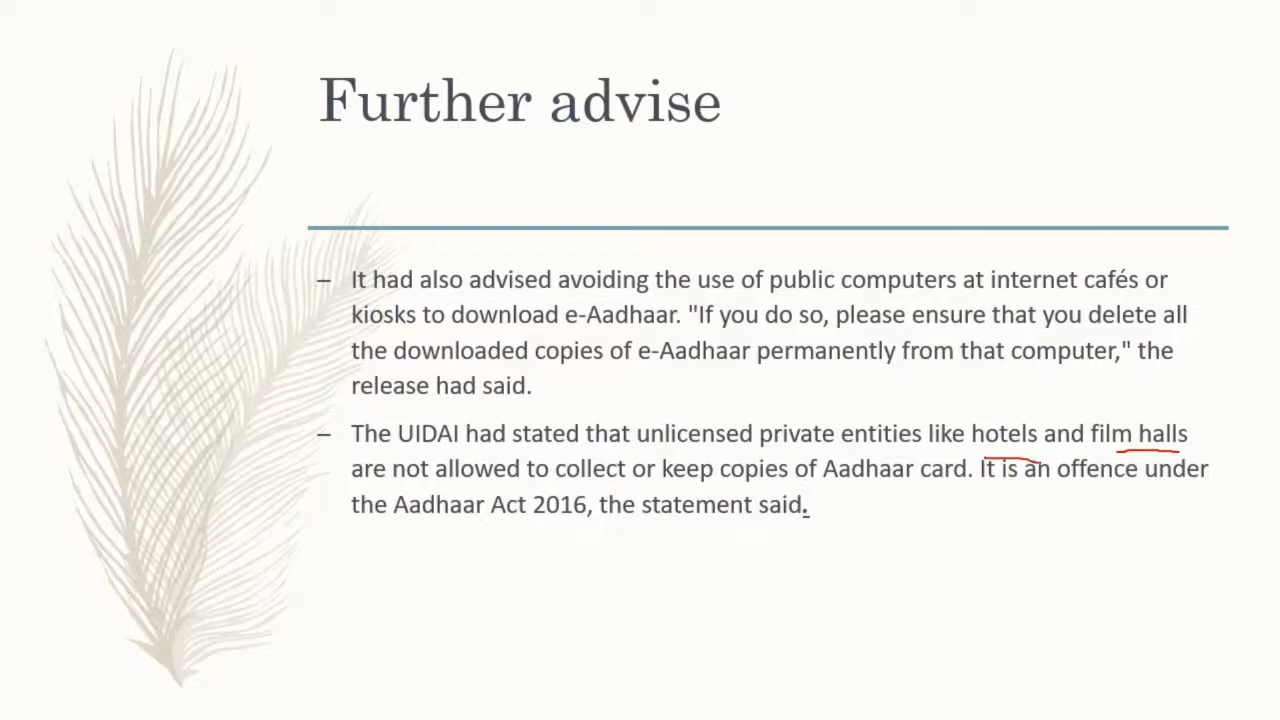 Further advise
– It had also advised avoiding the use of public computers at internet cafés or
kiosks to download e-Aadhaar. "If you do so, please ensure that you delete all
the downloaded copies of e-Aadhaar permanently from that computer," the
release had said.
– The UIDAI had stated that unlicensed private entities like hotels and film halls
are not allowed to collect or keep copies of Aadhaar card. It is an offence under
the Aadhaar Act 2016, the statement said.